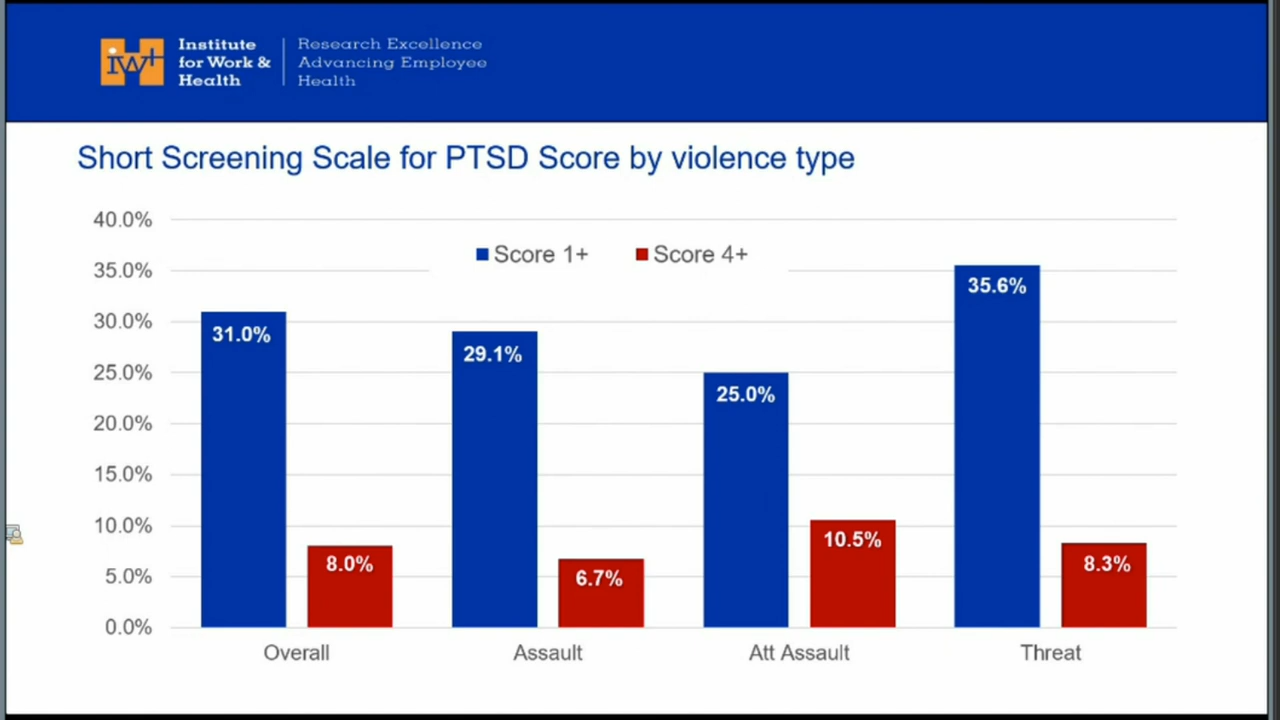 iw+
Institute
for Work &
Health
Research Excellence
Advancing Employee
Health
Short Screening Scale for PTSD Score by violence type
40.0%
Score 1+ Score 4+
35.0%
35.6%
31.0%
30.0%
29.1%
25.0%
25.0%
20.0%
15.0%
10.0%
10.5%
8.0%
6.7%
8.3%
5.0%
0.0%
Overall Assault Att Assault Threat